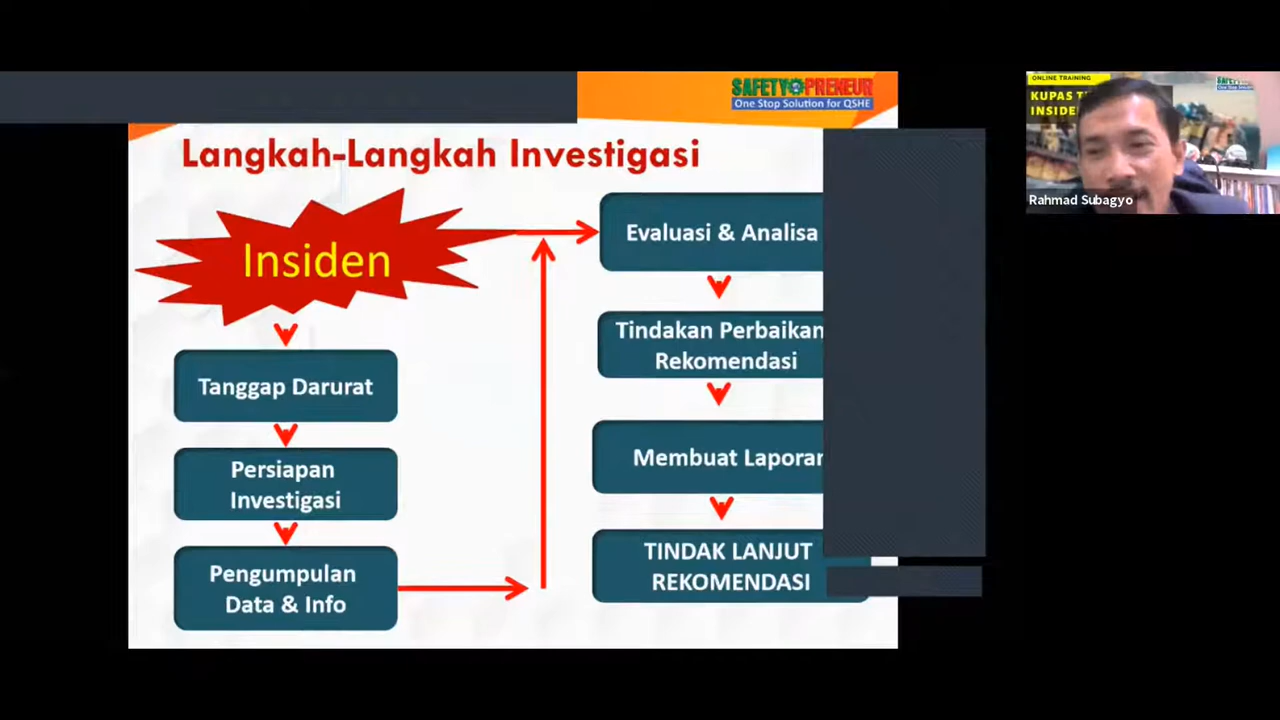 SAFETYPRENEUR
One Stop Solution for QSHE
Langkah-Langkah Investigasi
Insiden
Tanggap Darurat
Persiapan
Investigasi
Pengumpulan
Data & Info
Evaluasi & Analisa
Tindakan Perbaikan
Rekomendasi
Membuat Laporan
TINDAK LANJUT
REKOMENDASI
ONLINE TRAINING
KUPAS
INSIDE
Rahmad Subagyo